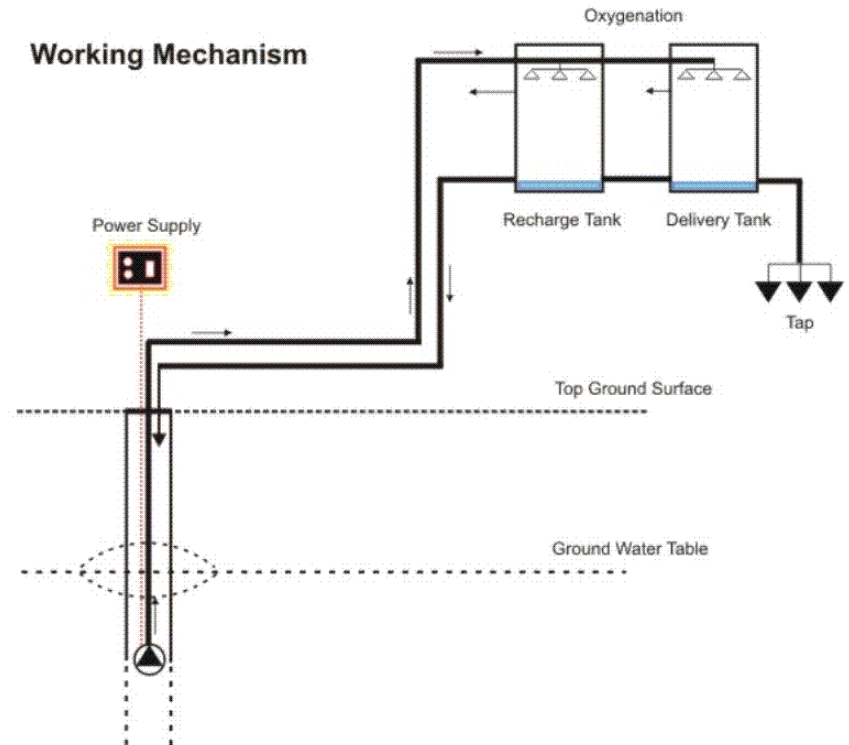 Oxygenation
Working Mechanism
Recharge Tank
Delivery Tank
Power Supply
Tap
Top Ground Surface
Ground Water Table